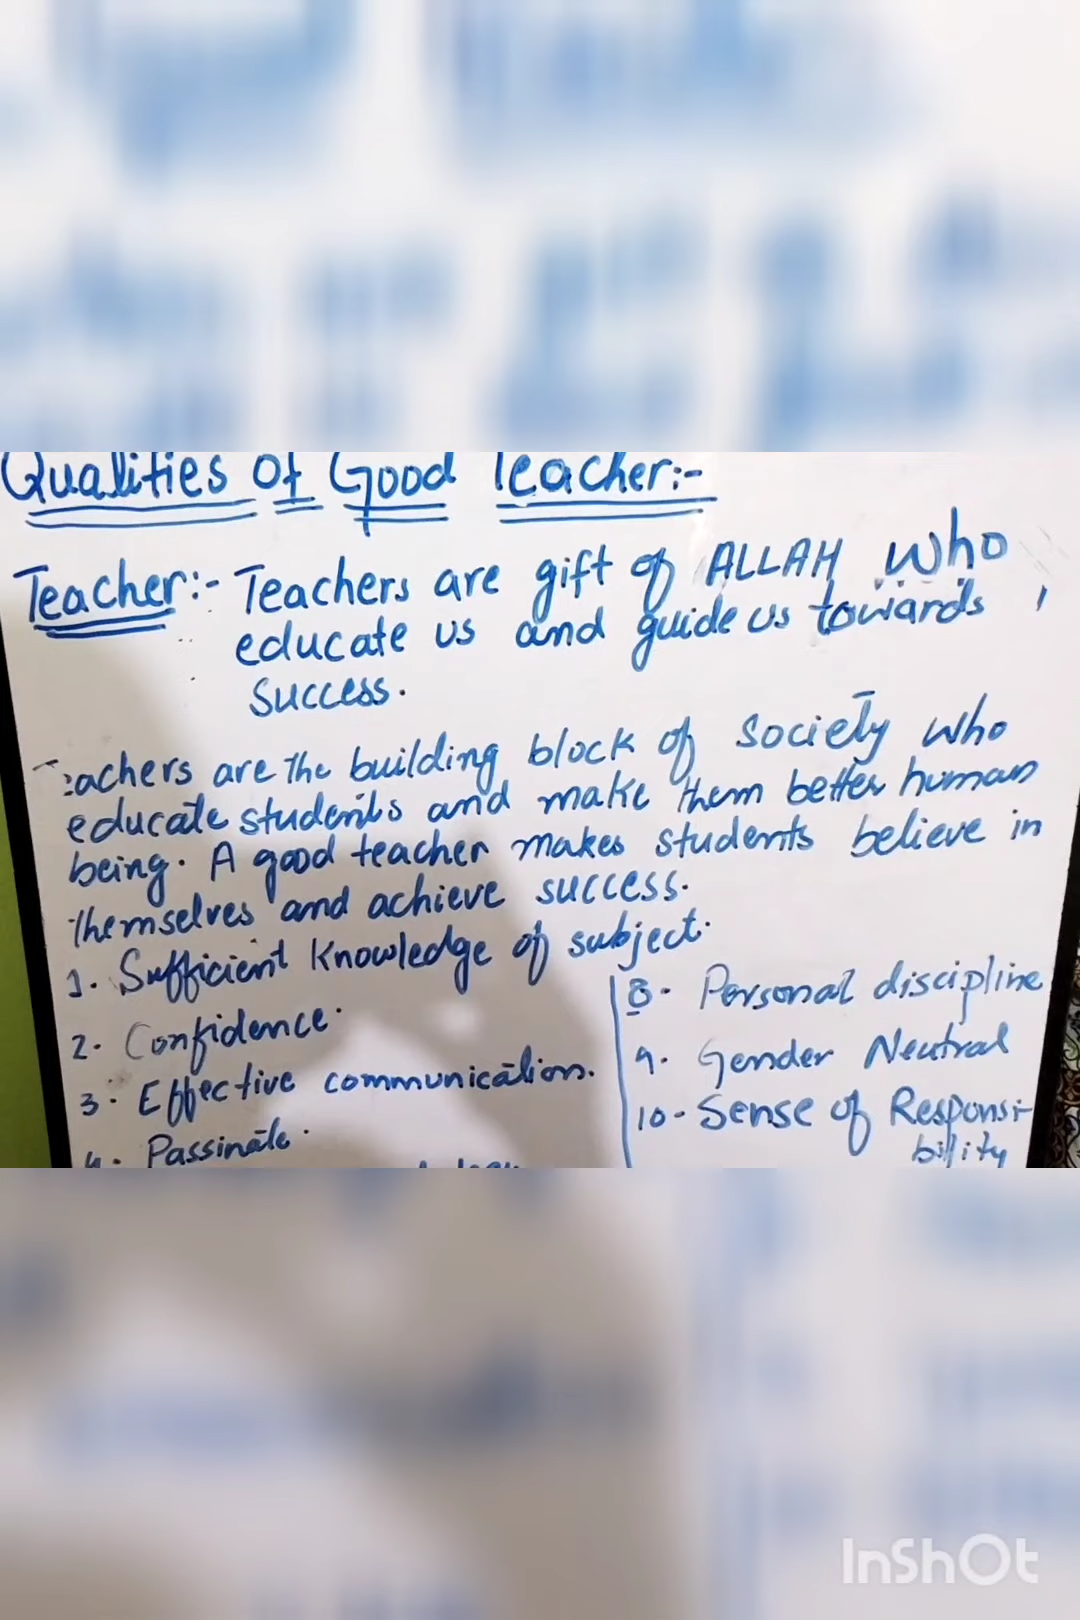 Qualities Of Good Teacher:-
Teacher:- Teachers are gift of ALLAH who
educate us and guide us towards
success.
Teachers are the building block of society who
educate students and make them better human
being. A good teacher makes students believe in
themselves and achieve success.
1. Sufficient Knowledge of subject.
2. Confidence.
3. Effective communication.
4. Passinate.
8. Personal discipline
9. Gender Neutral
10- Sense of Responsi-
bility
InShOt